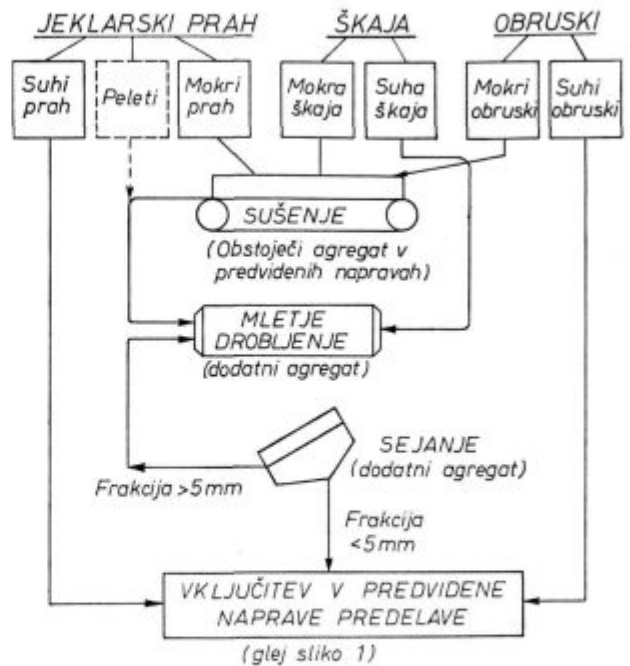 JEKLARSKI PRAH
ŠKAJA
OBRUSKI
Suhi
prah
Peleti
Mokri
prah
Mokra
škaja
Suha
škaja
Mokri
obruski
Suhi
obruski
SUŠENJE
(Obstoječi agregat v
predvidenih napravah)
MLETJE
DROBLJENJE
(dodatni agregat)
SEJANJE
(dodatni agregat)
Frakcija >5mm
Frakcija
<5mm
VKLJUČITEV V PREDVIDENE
NAPRAVE PREDELAVE
(glej sliko 1)